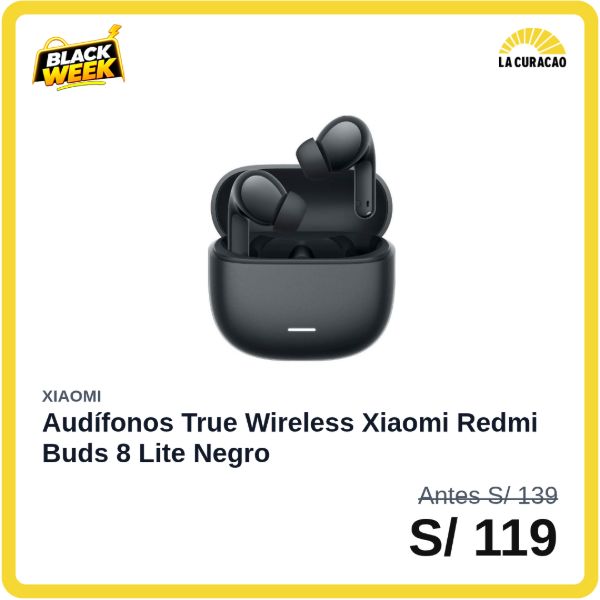 BLACK
WEEK
LA CURACAO
XIAOMI
Audífonos True Wireless Xiaomi Redmi
Buds 8 Lite Negro
Antes S/ 139
S/ 119